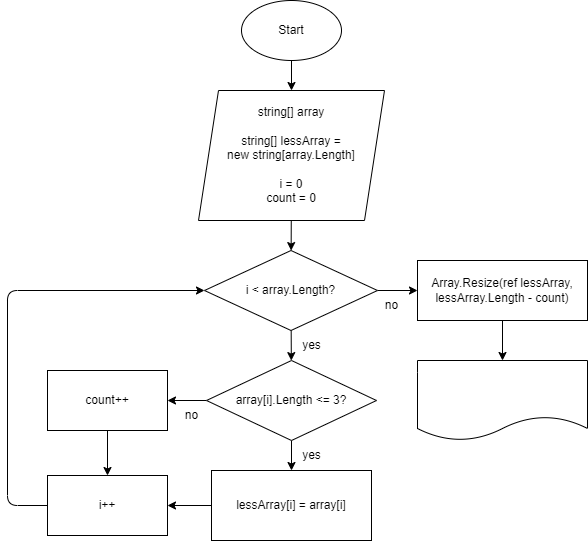 Start
string[] array
string[] lessArray =
new string[array.Length]
i = 0
count = 0
i < array.Length?
no
Array.Resize(ref lessArray,
lessArray.Length - count)
yes
array[i].Length <= 3?
no
count++
yes
lessArray[i] = array[i]
i++